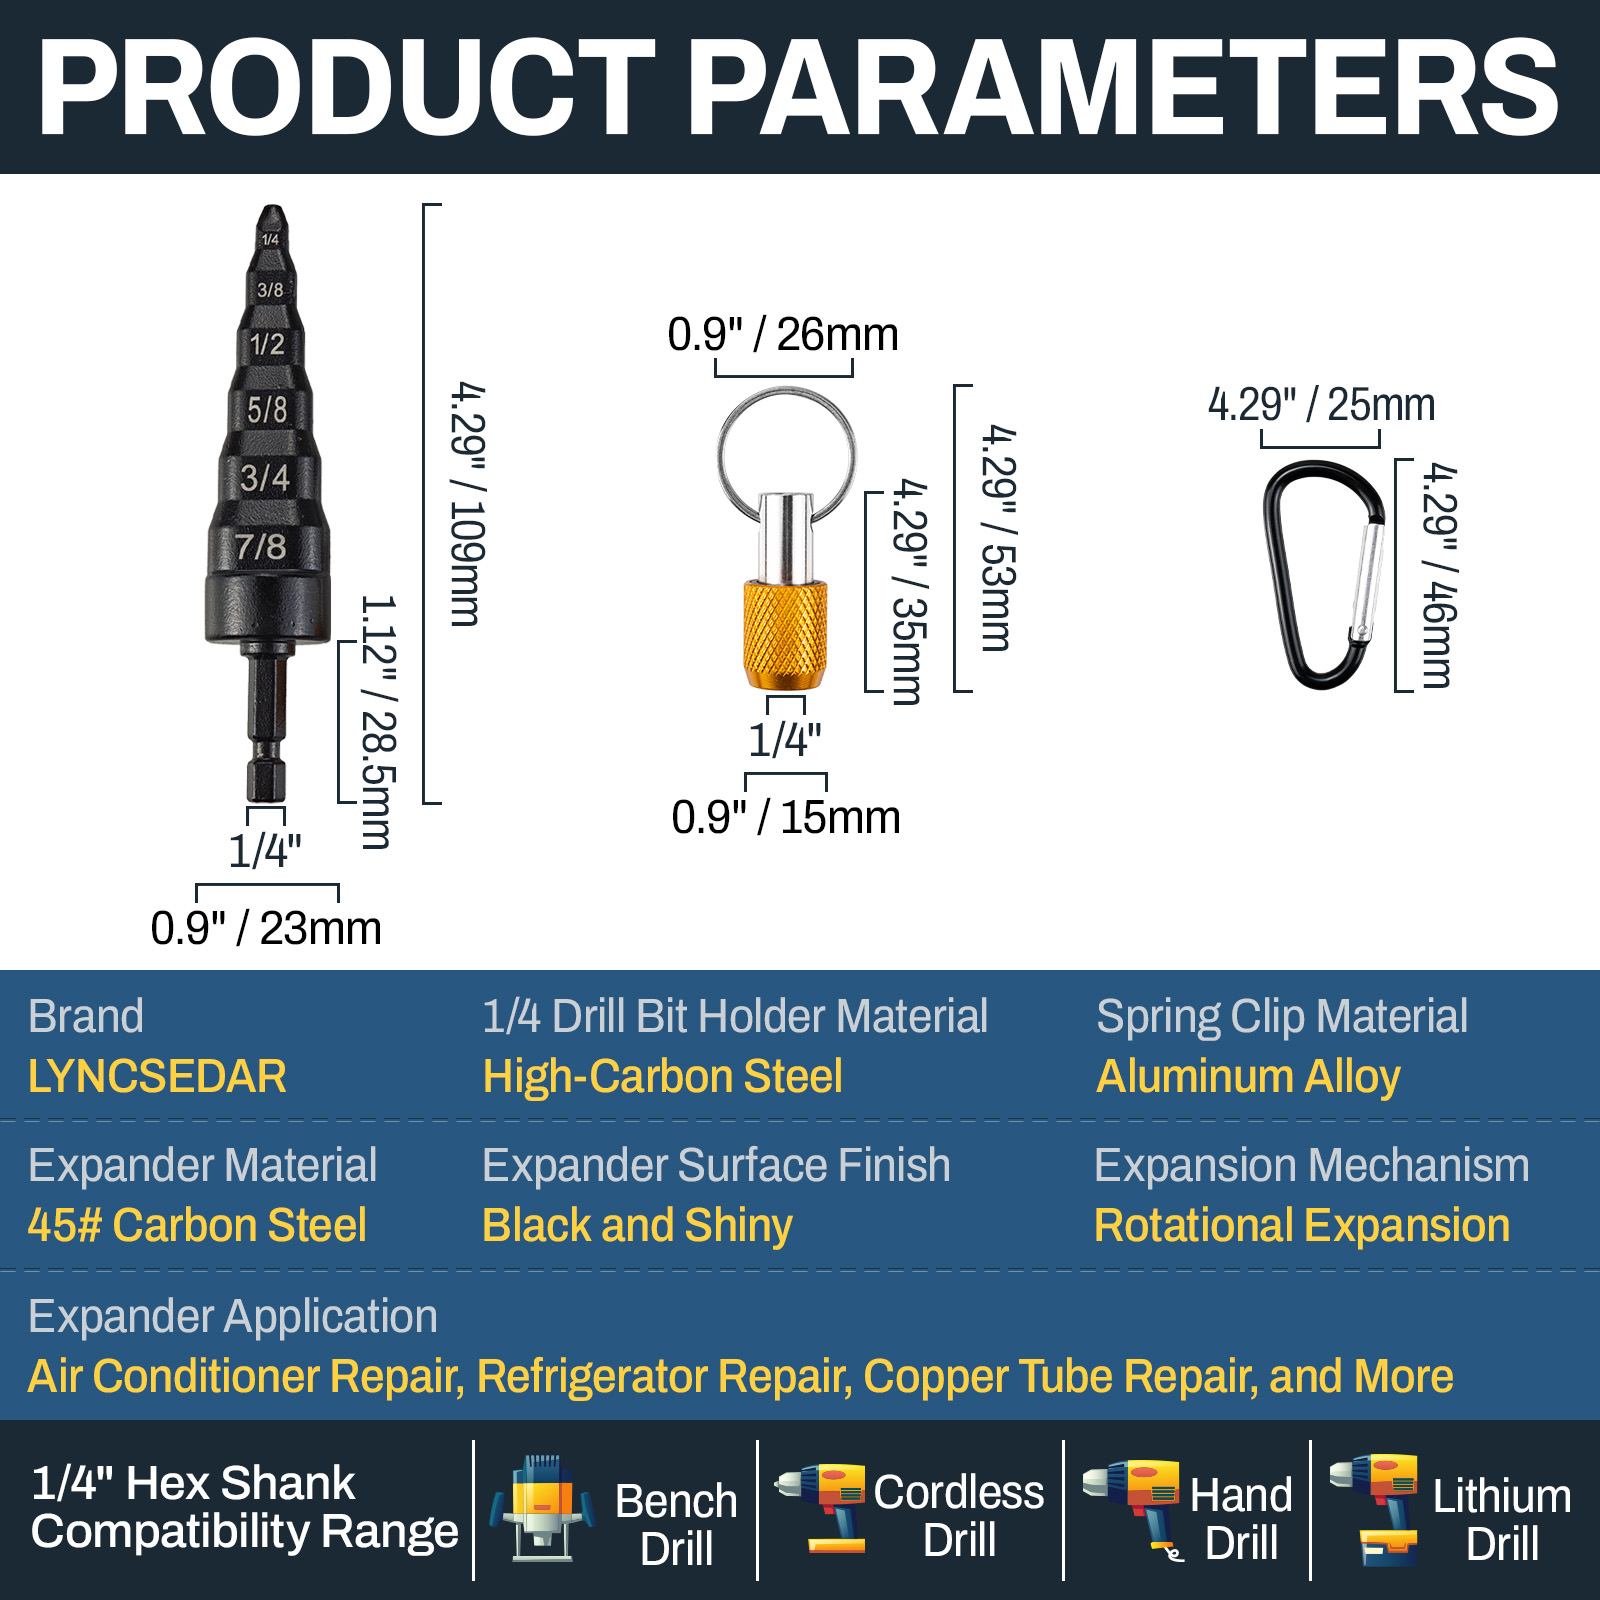 PRODUCT PARAMETERS
1/4
3/8
1/2
5/8
3/4
7/8
4.29" / 109mm
1.12" / 28.5mm
1/4"
0.9" / 23mm
0.9" / 26mm
4.29" / 53mm
4.29" / 35mm
1/4"
0.9" / 15mm
4.29" / 25mm
4.29" / 46mm
Brand
LYNCSEDAR
1/4 Drill Bit Holder Material
High-Carbon Steel
Spring Clip Material
Aluminum Alloy
Expander Material
45# Carbon Steel
Expander Surface Finish
Black and Shiny
Expansion Mechanism
Rotational Expansion
Expander Application
Air Conditioner Repair, Refrigerator Repair, Copper Tube Repair, and More
1/4" Hex Shank
Compatibility Range
Bench
Drill
Cordless
Drill
Hand
Drill
Lithium
Drill